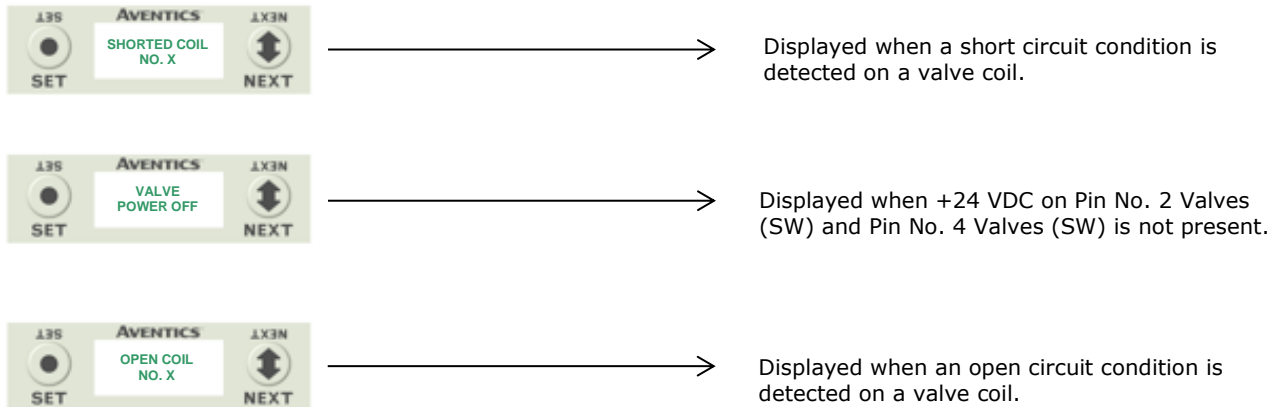 SET AVENTICS NEXT
SHORTED COIL
NO. X
SET NEXT
Displayed when a short circuit condition is
detected on a valve coil.
SET AVENTICS NEXT
VALVE
POWER OFF
SET NEXT
Displayed when +24 VDC on Pin No. 2 Valves
(SW) and Pin No. 4 Valves (SW) is not present.
SET AVENTICS NEXT
OPEN COIL
NO. X
SET NEXT
Displayed when an open circuit condition is
detected on a valve coil.